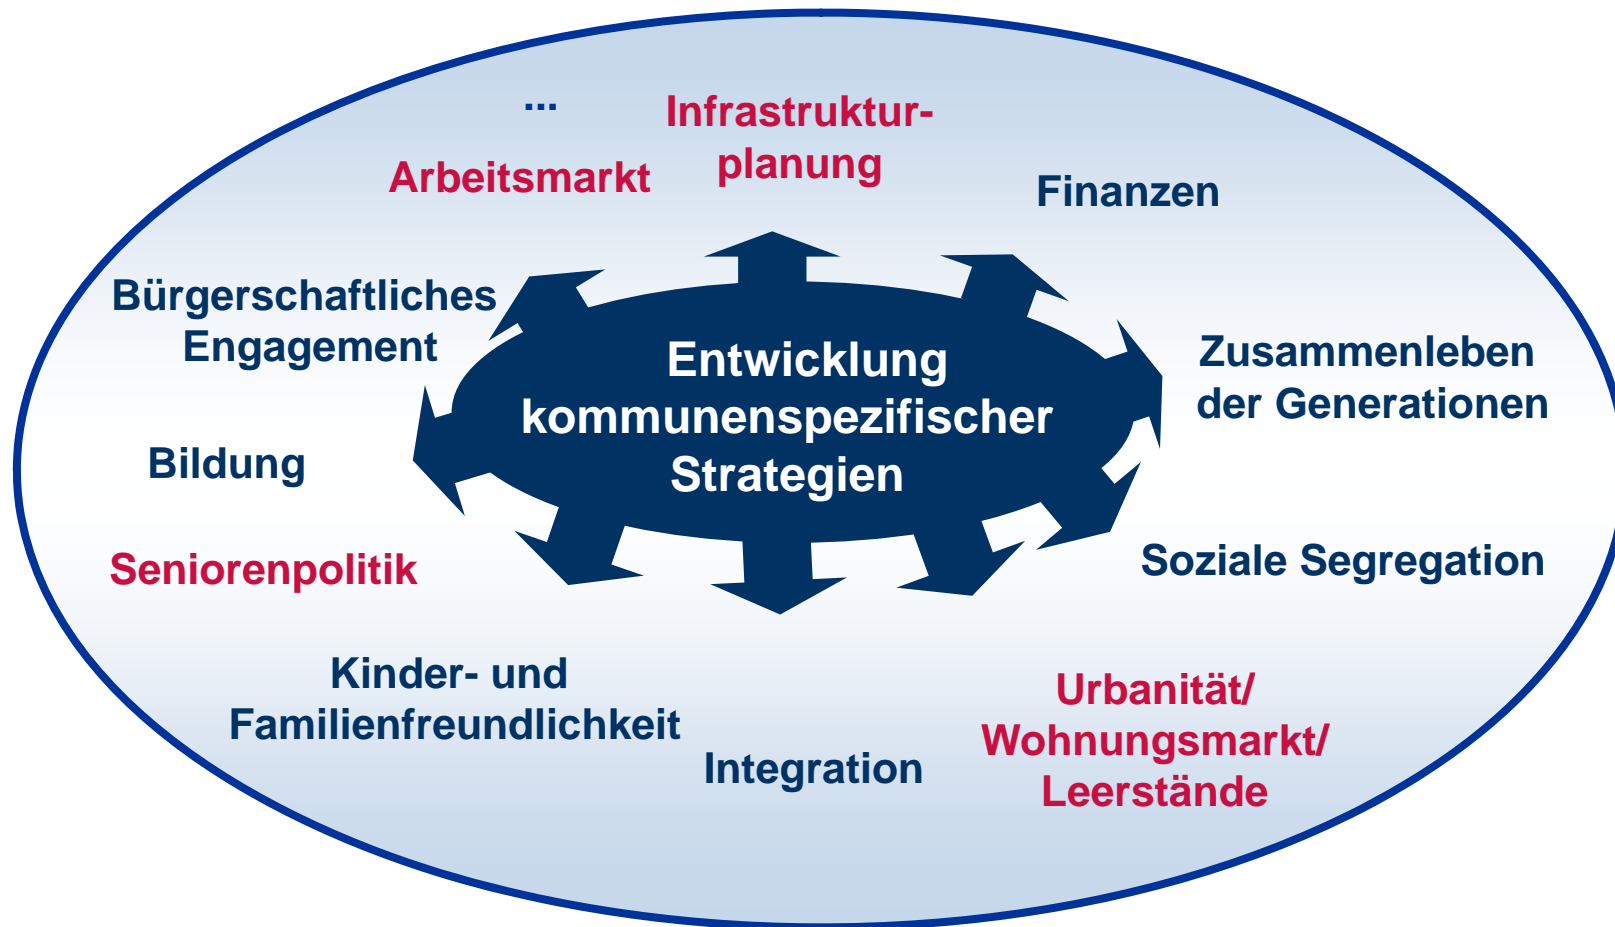 ...
Infrastruktur-
planung
Arbeitsmarkt
Finanzen
Bürgerschaftliches
Engagement
Entwicklung
kommunenspezifischer
Strategien
Zusammenleben
der Generationen
Bildung
Seniorenpolitik
Soziale Segregation
Kinder- und
Familienfreundlichkeit
Integration
Urbanität/
Wohnungsmarkt/
Leerstände